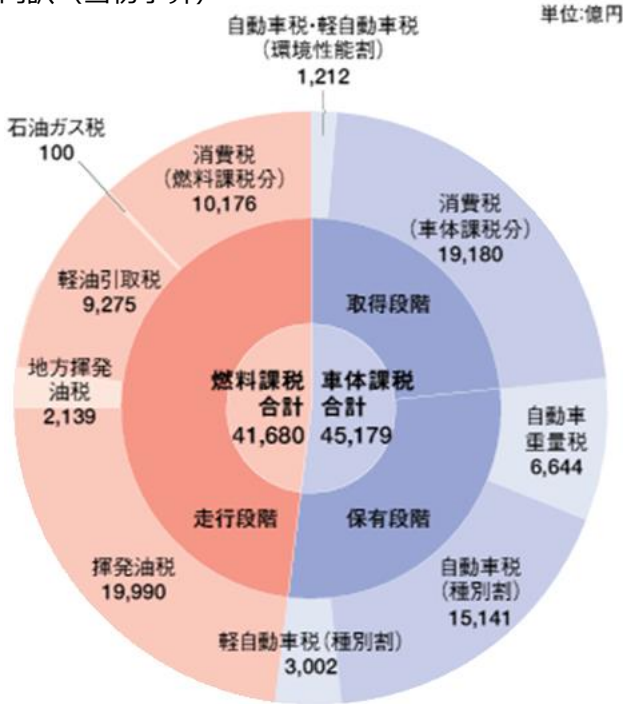 単位:億円
自動車税・軽自動車税
(環境性能割)
1,212
石油ガス税
100
消費税
(燃料課税分)
10,176
消費税
(車体課税分)
19,180
軽油引取税
9,275
取得段階
地方揮発
油税
2,139
燃料課税
合計
41,680
車体課税
合計
45,179
自動車
重量税
6,644
走行段階
保有段階
揮発油税
19,990
自動車税
(種別割)
15,141
軽自動車税(種別割)
3,002